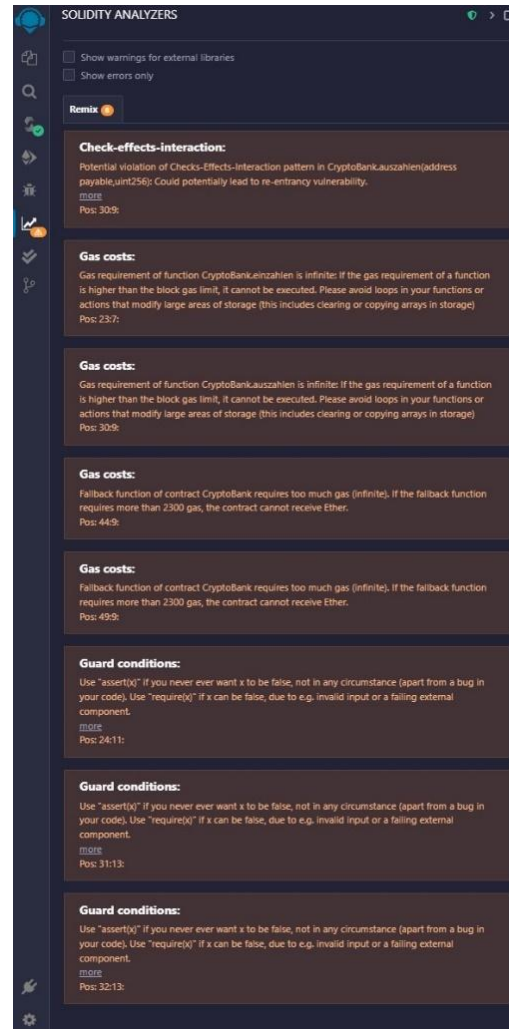 SOLIDITY ANALYZERS
Show warnings for external libraries
Show errors only
Remix
Check-effects-interaction:
Potential violation of Checks-Effects-Interaction pattern in CryptoBank.auszahlen(address
payable,uint256): Could potentially lead to re-entrancy vulnerability.
more
Pos: 30:9:
Gas costs:
Gas requirement of function CryptoBank.einzahlen is infinite: If the gas requirement of a function
is higher than the block gas limit, it cannot be executed. Please avoid loops in your functions or
actions that modify large areas of storage (this includes clearing or copying arrays in storage)
Pos: 23:7:
Gas costs:
Gas requirement of function CryptoBank.auszahlen is infinite: If the gas requirement of a function
is higher than the block gas limit, it cannot be executed. Please avoid loops in your functions or
actions that modify large areas of storage (this includes clearing or copying arrays in storage)
Pos: 30:9:
Gas costs:
Fallback function of contract CryptoBank requires too much gas (infinite). If the fallback function
requires more than 2300 gas, the contract cannot receive Ether.
Pos: 44:9:
Gas costs:
Fallback function of contract CryptoBank requires too much gas (infinite). If the fallback function
requires more than 2300 gas, the contract cannot receive Ether.
Pos: 49:9:
Guard conditions:
Use "assert(x)" if you never ever want x to be false, not in any circumstance (apart from a bug in
your code). Use "require(x)" if x can be false, due to e.g. invalid input or a failing external
component.
more
Pos: 24:11:
Guard conditions:
Use "assert(x)" if you never ever want x to be false, not in any circumstance (apart from a bug in
your code). Use "require(x)" if x can be false, due to e.g. invalid input or a failing external
component.
more
Pos: 31:13:
Guard conditions:
Use "assert(x)" if you never ever want x to be false, not in any circumstance (apart from a bug in
your code). Use "require(x)" if x can be false, due to e.g. invalid input or a failing external
component.
more
Pos: 32:13: